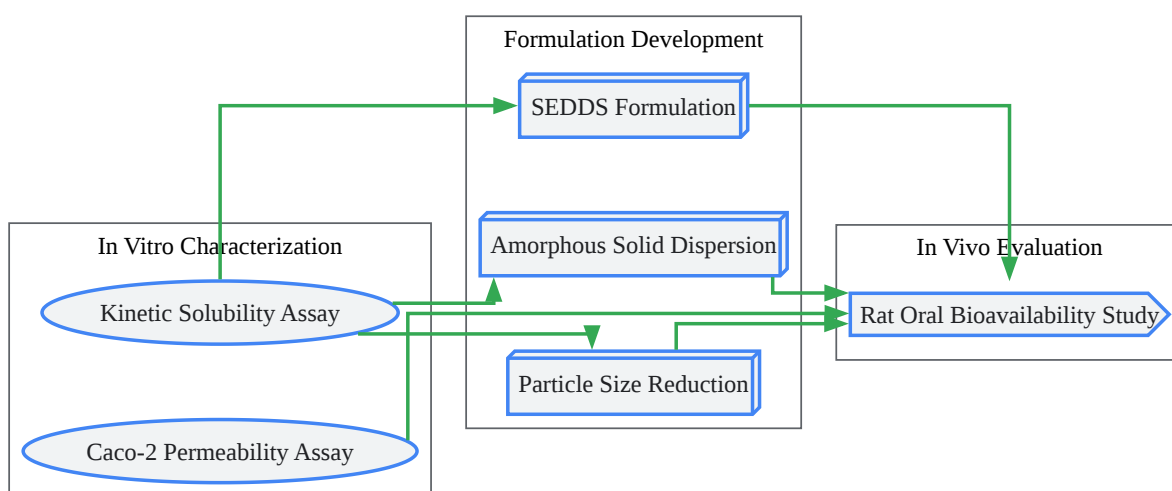 Formulation Development
SEDDS Formulation
Amorphous Solid Dispersion
Particle Size Reduction
In Vitro Characterization
Kinetic Solubility Assay
Caco-2 Permeability Assay
In Vivo Evaluation
Rat Oral Bioavailability Study